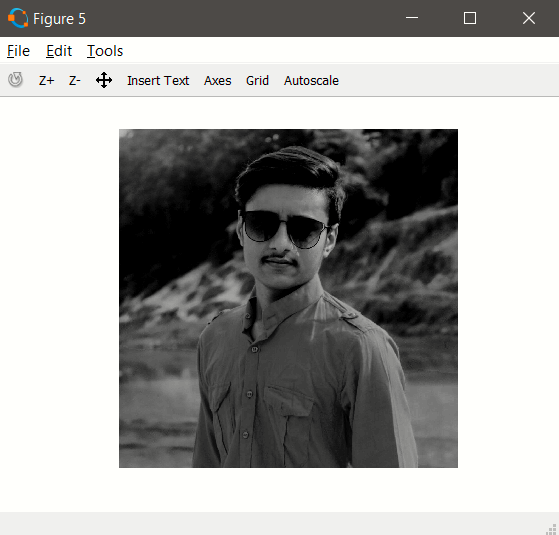 Figure 5
File Edit Tools
Z+ Z- Insert Text Axes Grid Autoscale